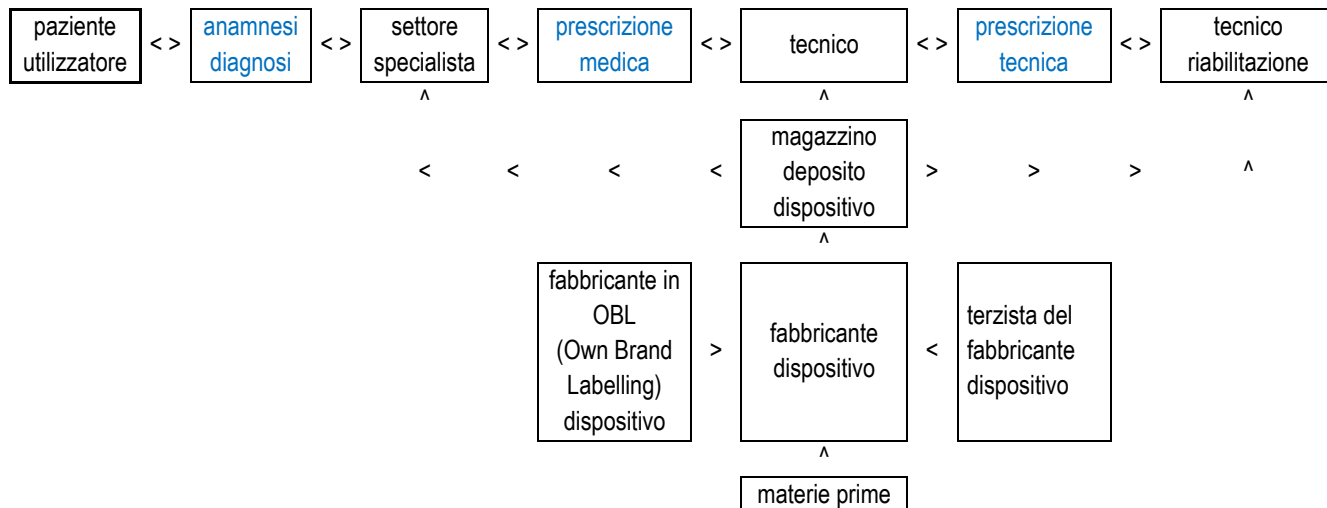 paziente
utilizzatore
< >
anamnesi
diagnosi
< >
settore
specialista
< >
prescrizione
medica
< >
tecnico
< >
prescrizione
tecnica
< >
tecnico
riabilitazione
^ ^ ^
< < < <
magazzino
deposito
dispositivo
> > > ^
^
fabbricante in
OBL
(Own Brand
Labelling)
dispositivo
>
fabbricante
dispositivo
<
terzista del
fabbricante
dispositivo
^
materie prime